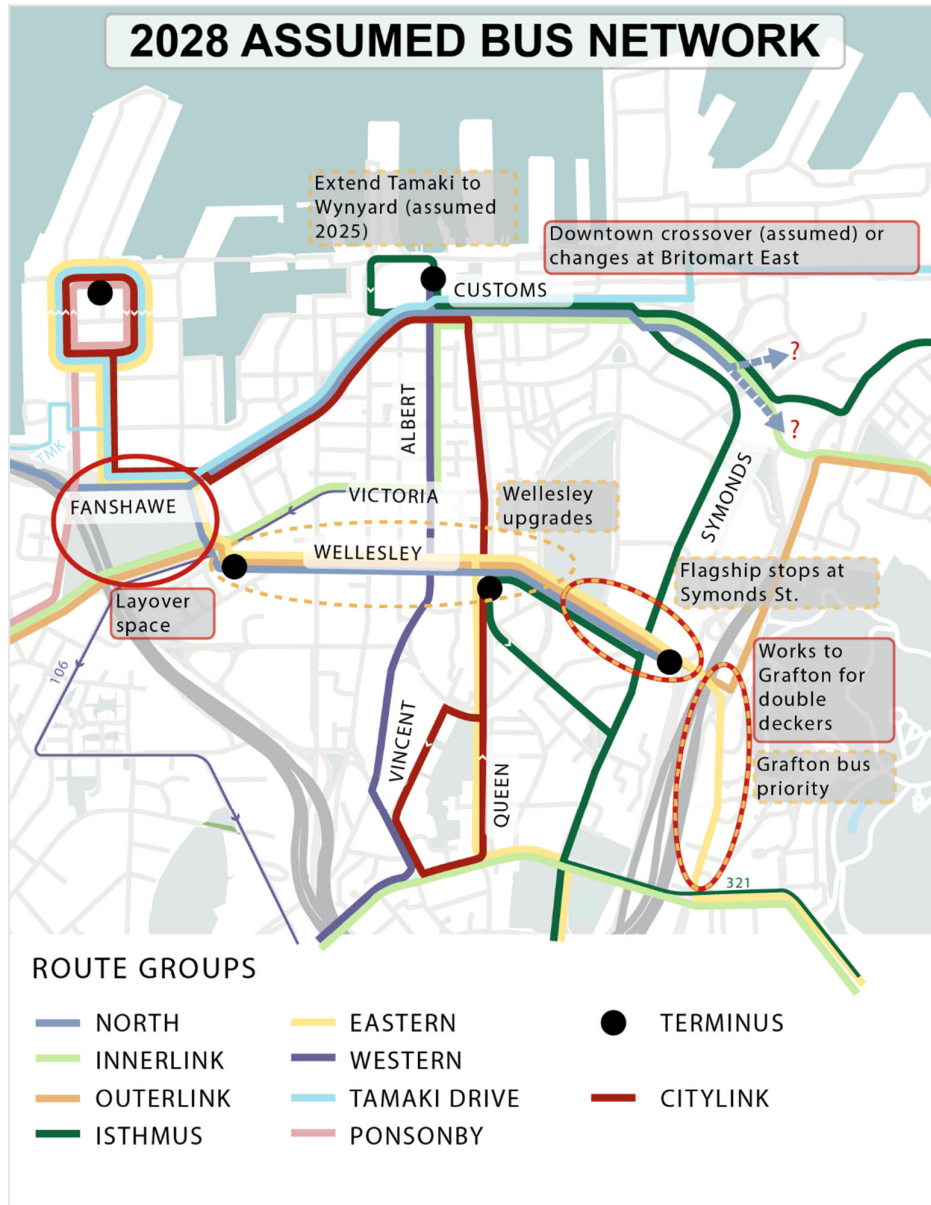 2028 ASSUMED BUS NETWORK
Extend Tamaki to
Wynyard (assumed
2025)
Downtown crossover (assumed) or
changes at Britomart East
CUSTOMS
?
?
ALBERT
TMK
VICTORIA
FANSHAWE
Wellesley
upgrades
SYMONDS
WELLESLEY
Flagship stops at
Symonds St.
Layover
space
106
Works to
Grafton for
double
deckers
VINCENT
QUEEN
Grafton bus
priority
321
ROUTE GROUPS
NORTH
EASTERN
TERMINUS
INNERLINK
WESTERN
OUTERLINK
TAMAKI DRIVE
CITYLINK
ISTHMUS
PONSONBY